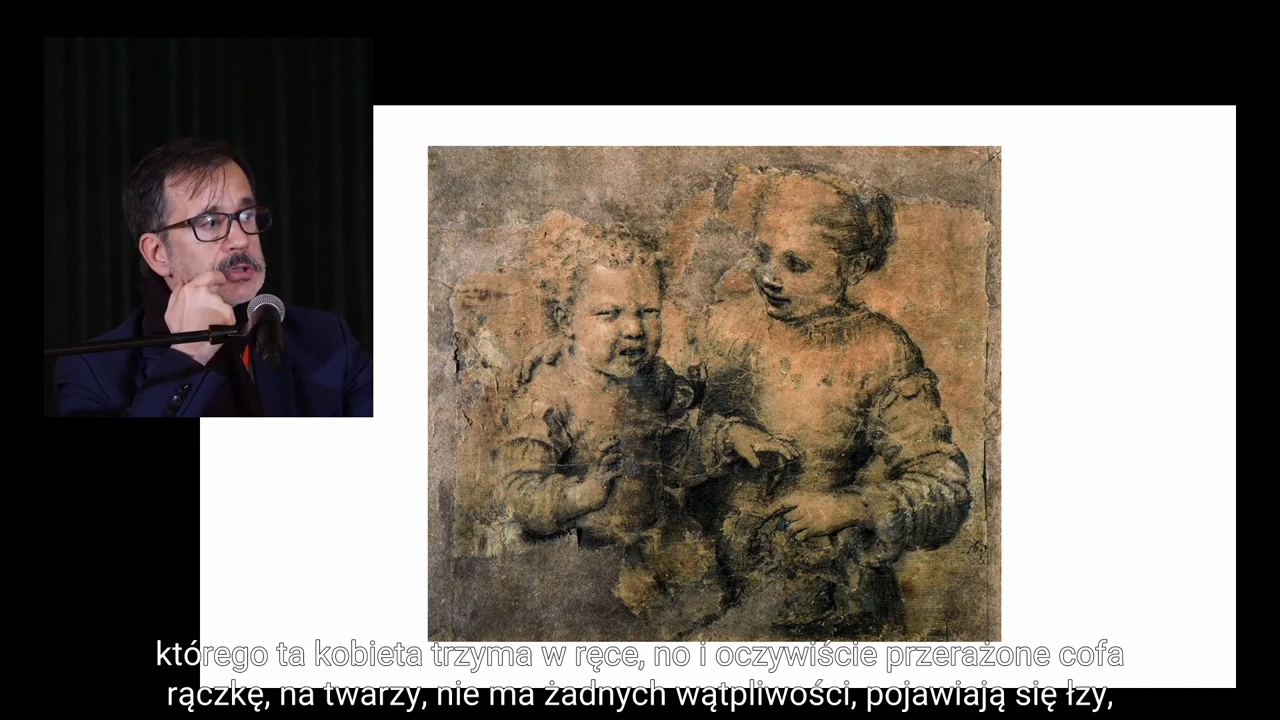 którego ta kobieta trzyma w ręce, no i oczywiście przerażone cofa
rączkę, na twarzy, nie ma żadnych wątpliwości, pojawiają się łzy,